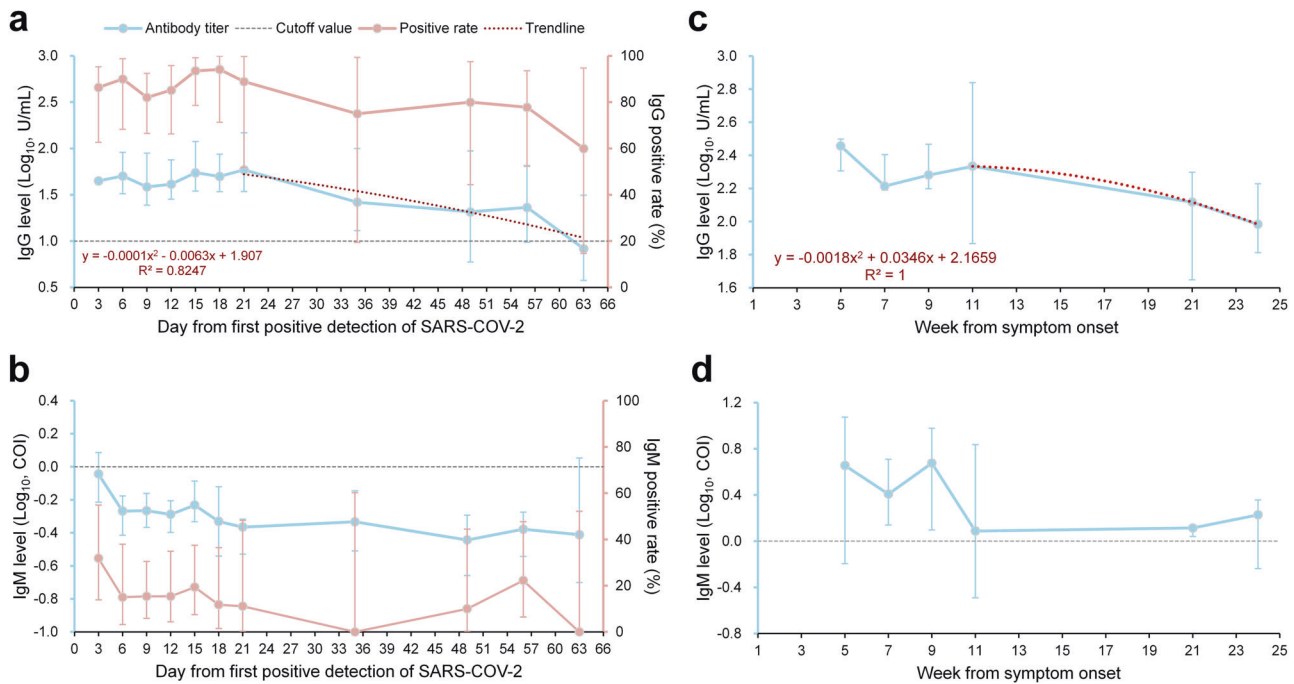 a
Antibody titer
Cutoff value
Positive rate
Trendline
IgG level (Log₁₀, U/mL)
3.0
2.5
2.0
1.5
1.0
0.5
100
80
60
40
20
0
IgG positive rate (%)
y = -0.0001x² - 0.0063x + 1.907
R² = 0.8247
0 3 6 9 12 15 18 21 24 27 30 33 36 39 42 45 48 51 54 57 60 63 66
Day from first positive detection of SARS-COV-2
c
IgG level (Log₁₀, U/mL)
3.0
2.8
2.6
2.4
2.2
2.0
1.8
1.6
y = -0.0018x² + 0.0346x + 2.1659
R² = 1
1 3 5 7 9 11 13 15 17 19 21 23 25
Week from symptom onset
b
IgM level (Log₁₀, COI)
0.4
0.2
0.0
-0.2
-0.4
-0.6
-0.8
-1.0
100
80
60
40
20
0
IgM positive rate (%)
0 3 6 9 12 15 18 21 24 27 30 33 36 39 42 45 48 51 54 57 60 63 66
Day from first positive detection of SARS-COV-2
d
IgM level (Log₁₀, COI)
1.2
0.8
0.4
0.0
-0.4
-0.8
1 3 5 7 9 11 13 15 17 19 21 23 25
Week from symptom onset